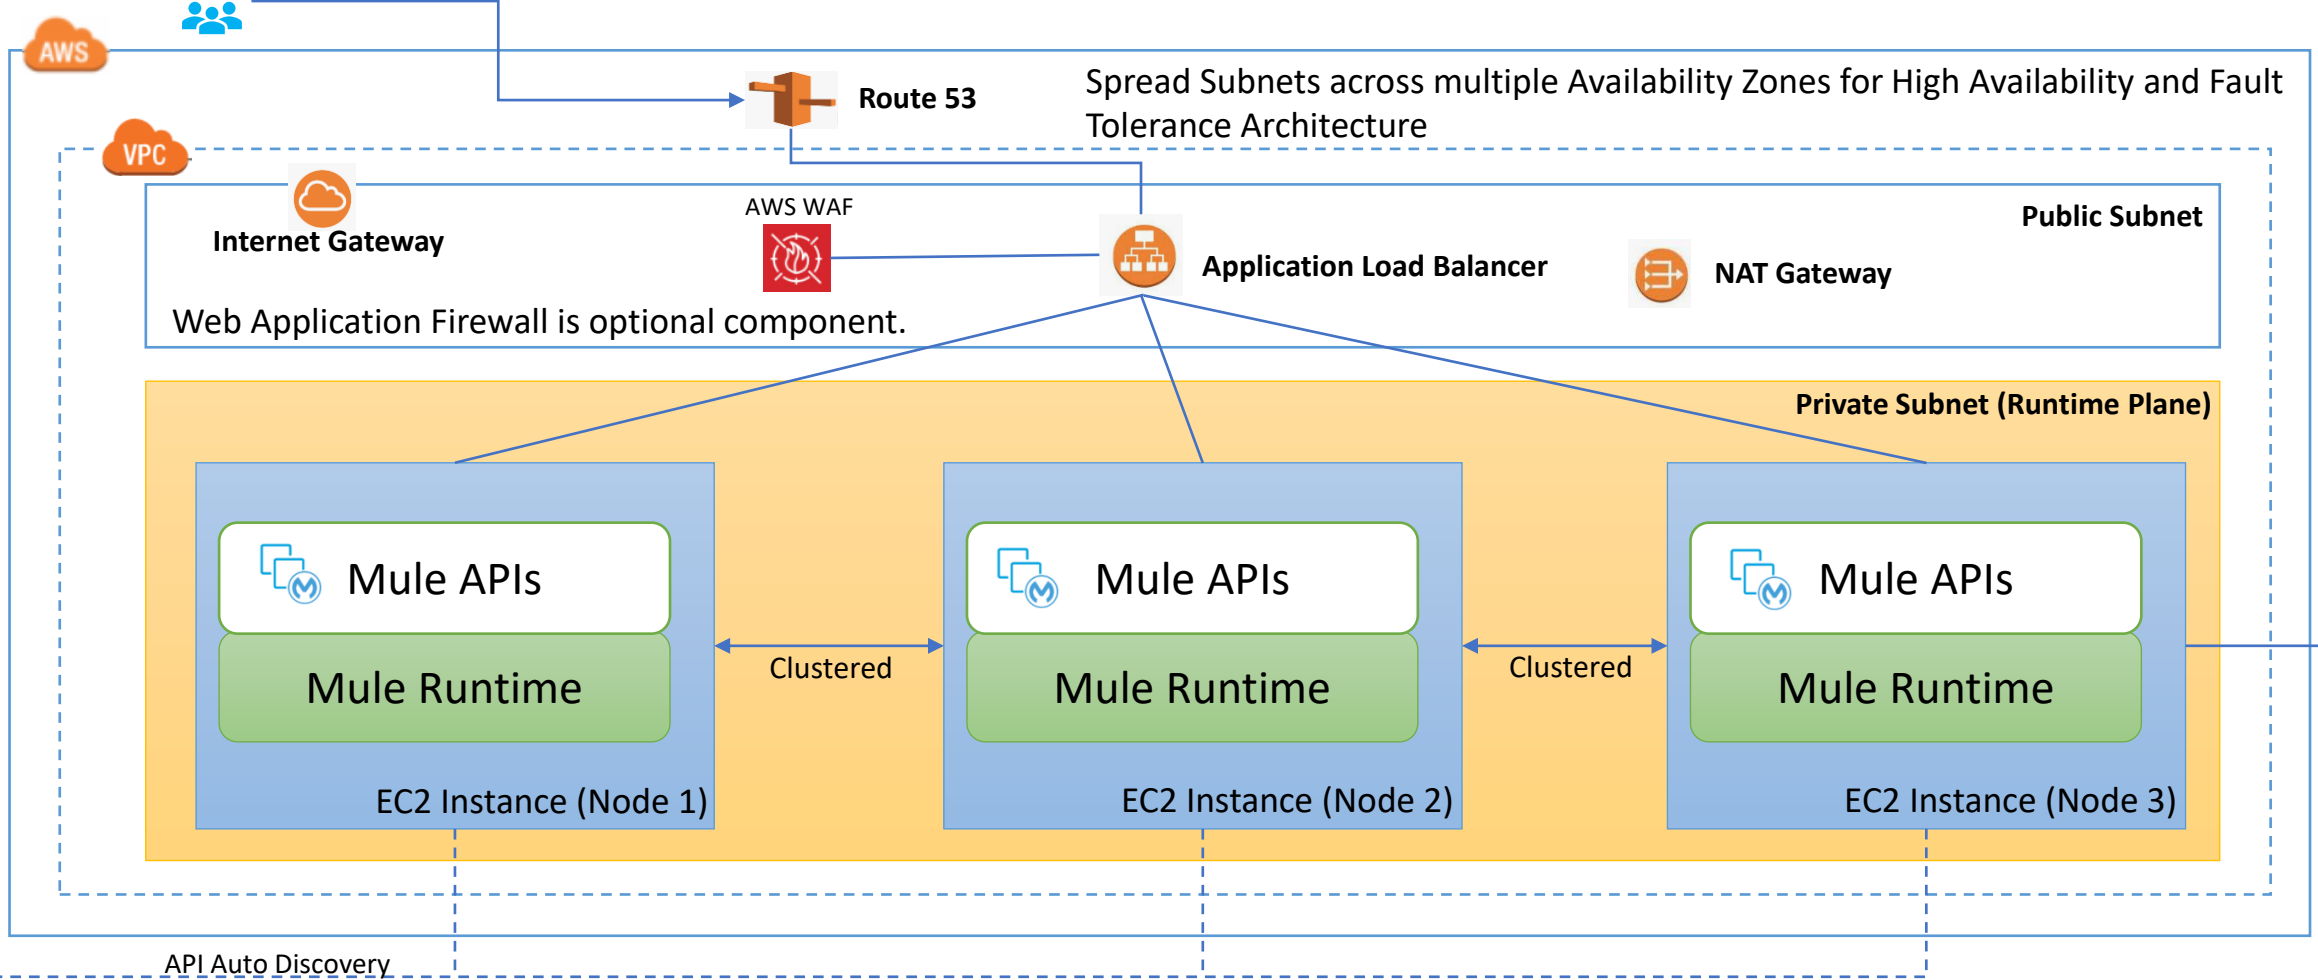 AWS
Route 53
Spread Subnets across multiple Availability Zones for High Availability and Fault
Tolerance Architecture
VPC
Internet Gateway
AWS WAF
Public Subnet
Application Load Balancer
NAT Gateway
Web Application Firewall is optional component.
Private Subnet (Runtime Plane)
Mule APIs
Mule APIs
Mule APIs
Clustered
Clustered
Mule Runtime
Mule Runtime
Mule Runtime
EC2 Instance (Node 1)
EC2 Instance (Node 2)
EC2 Instance (Node 3)
API Auto Discovery